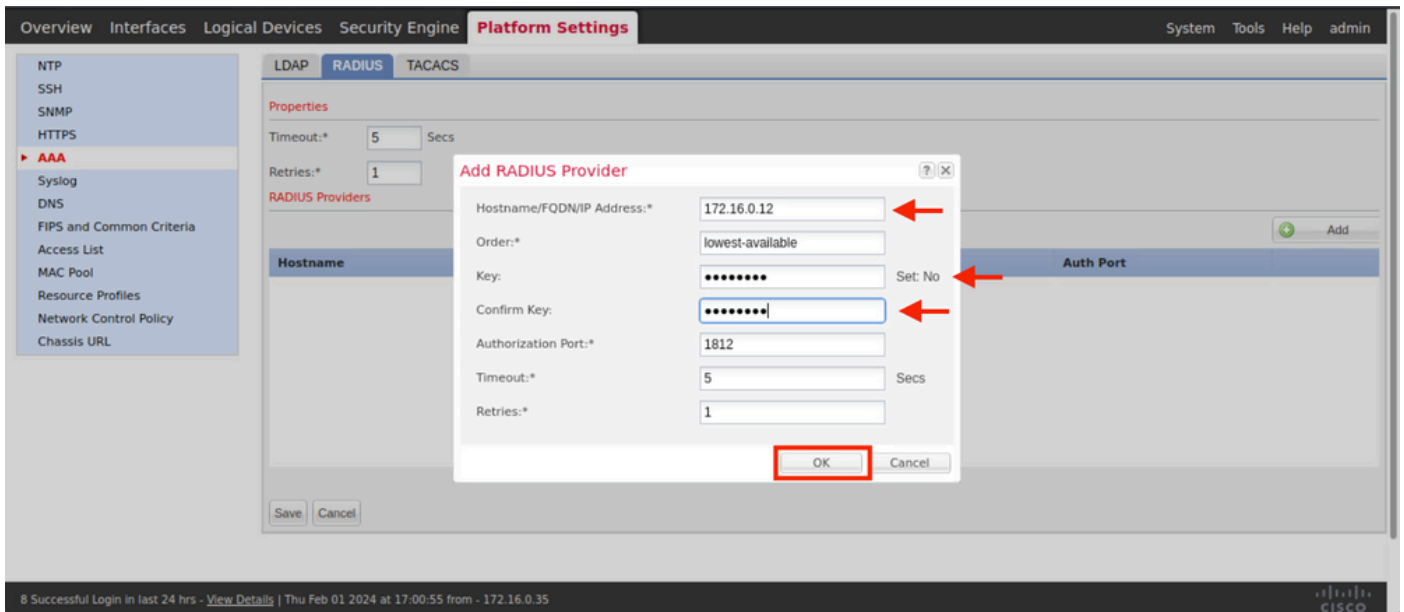 Overview Interfaces Logical Devices Security Engine Platform Settings System Tools Help admin
NTP
SSH
SNMP
HTTPS
AAA
Syslog
DNS
FIPS and Common Criteria
Access List
MAC Pool
Resource Profiles
Network Control Policy
Chassis URL
LDAP RADIUS TACACS
Properties
Timeout:* 5 Secs
Retries:* 1
RADIUS Providers
Add
Hostname Auth Port
Add RADIUS Provider ? X
Hostname/FQDN/IP Address:* 172.16.0.12
Order:* lowest-available
Key: •••••••• Set: No
Confirm Key: ••••••••
Authorization Port:* 1812
Timeout:* 5 Secs
Retries:* 1
OK Cancel
Save Cancel
8 Successful Login in last 24 hrs - View Details | Thu Feb 01 2024 at 17:00:55 from - 172.16.0.35
CISCO